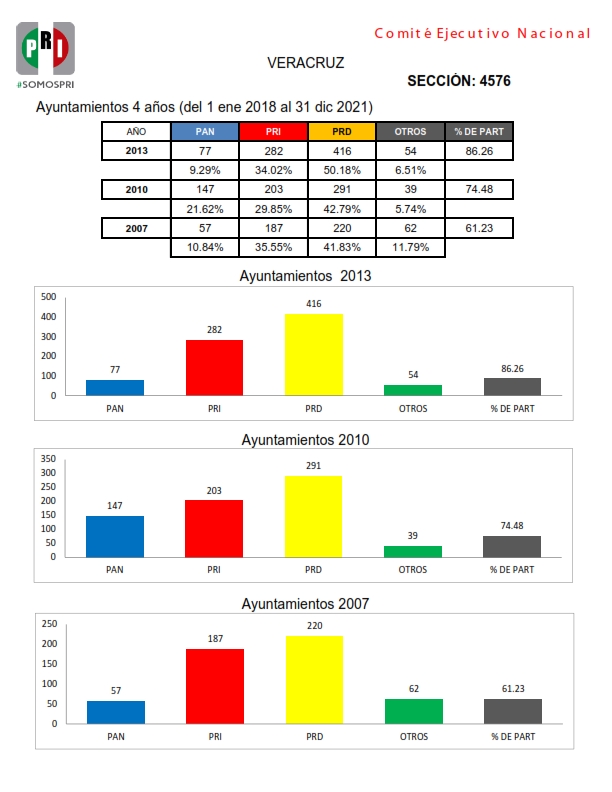 PRI
#SOMOSPRI
Comité Ejecutivo Nacional
VERACRUZ
SECCIÓN: 4576
Ayuntamientos 4 años (del 1 ene 2018 al 31 dic 2021)
AÑO PAN PRI PRD OTROS % DE PART
2013 77 282 416 54 86.26
9.29% 34.02% 50.18% 6.51%
2010 147 203 291 39 74.48
21.62% 29.85% 42.79% 5.74%
2007 57 187 220 62 61.23
10.84% 35.55% 41.83% 11.79%
Ayuntamientos 2013
500
400
300
200
100
0
77 282 416 54 86.26
PAN PRI PRD OTROS % DE PART
Ayuntamientos 2010
350
300
250
200
150
100
50
0
147 203 291 39 74.48
PAN PRI PRD OTROS % DE PART
Ayuntamientos 2007
250
200
150
100
50
0
57 187 220 62 61.23
PAN PRI PRD OTROS % DE PART